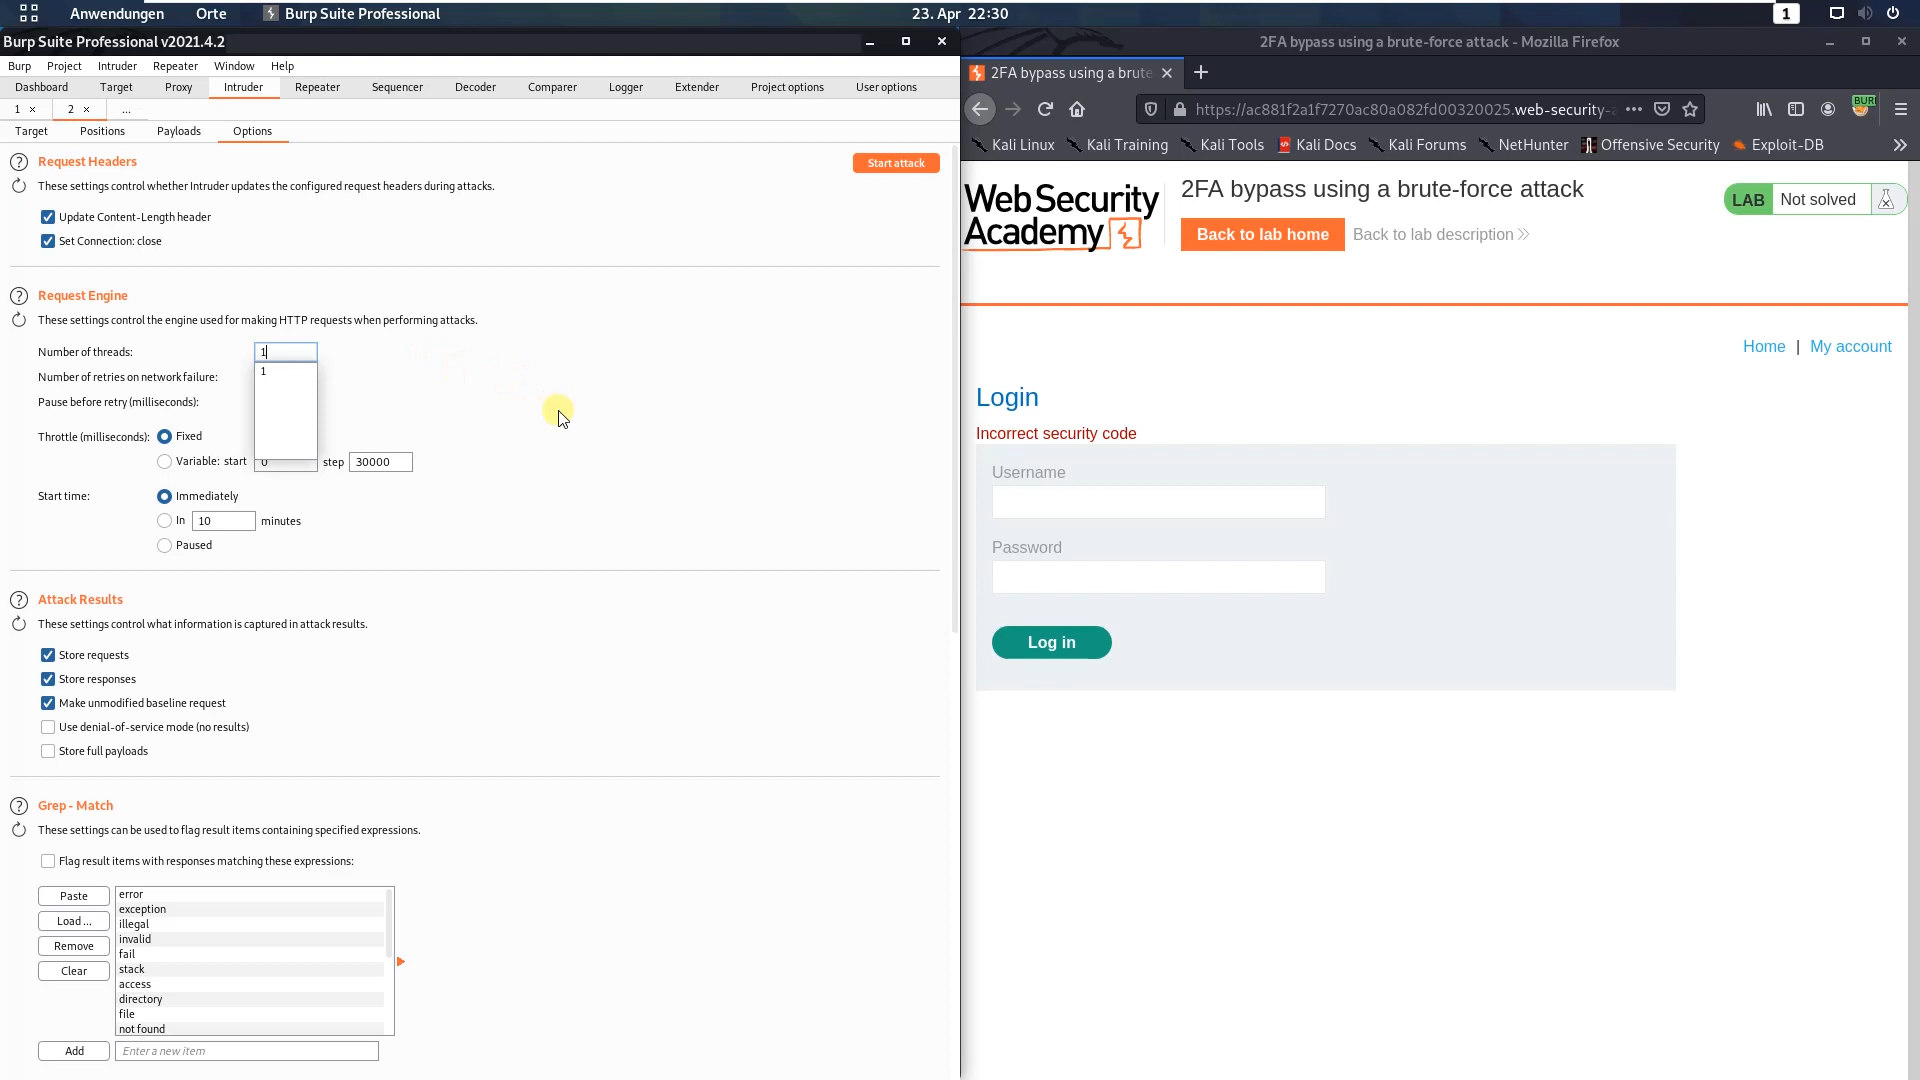 Anwendungen Orte Burp Suite Professional 23. Apr 22:30 1
Burp Suite Professional v2021.4.2
Burp Project Intruder Repeater Window Help
Dashboard Target Proxy Intruder Repeater Sequencer Decoder Comparer Logger Extender Project options User options
1 × 2 × ...
Target Positions Payloads Options
Request Headers
Start attack
These settings control whether Intruder updates the configured request headers during attacks.
Update Content-Length header
Set Connection: close
Request Engine
These settings control the engine used for making HTTP requests when performing attacks.
Number of threads: 1
1
Number of retries on network failure:
Pause before retry (milliseconds):
Throttle (milliseconds): Fixed
Variable: start 0 step 30000
Start time: Immediately
In 10 minutes
Paused
Attack Results
These settings control what information is captured in attack results.
Store requests
Store responses
Make unmodified baseline request
Use denial-of-service mode (no results)
Store full payloads
Grep - Match
These settings can be used to flag result items containing specified expressions.
Flag result items with responses matching these expressions:
Paste
Load ...
Remove
Clear
error
exception
illegal
invalid
fail
stack
access
directory
file
not found
Add Enter a new item
2FA bypass using a brute-force attack - Mozilla Firefox
2FA bypass using a brute
https://ac881f2a1f7270ac80a082fd00320025.web-security-
BUR
Kali Linux Kali Training Kali Tools Kali Docs Kali Forums NetHunter Offensive Security Exploit-DB
Web Security
Academy
2FA bypass using a brute-force attack
Back to lab home Back to lab description
LAB Not solved
Home | My account
Login
Incorrect security code
Username
Password
Log in